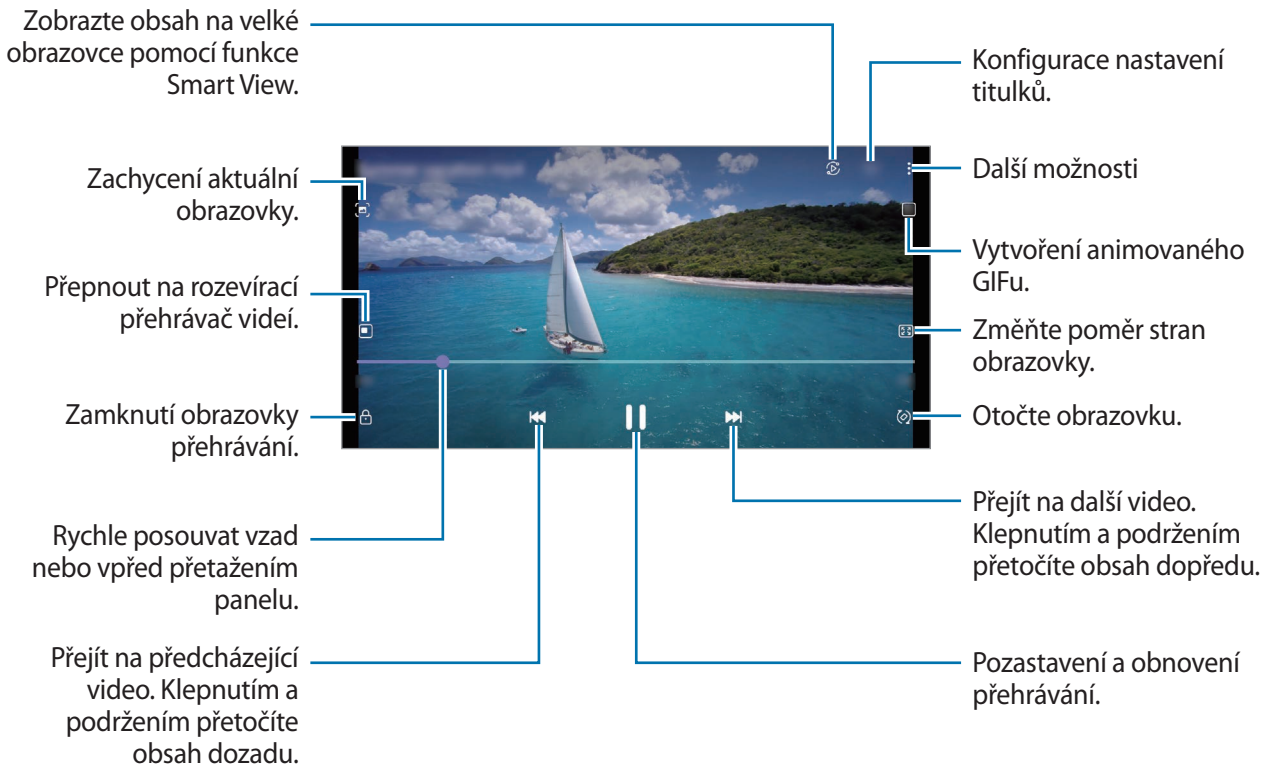 Zobrazte obsah na velké
obrazovce pomocí funkce
Smart View.
Zachycení aktuální
obrazovky.
Přepnout na rozevírací
přehrávač videí.
Zamknutí obrazovky
přehrávání.
Rychle posouvat vzad
nebo vpřed přetažením
panelu.
Přejít na předcházející
video. Klepnutím a
podržením přetočíte
obsah dozadu.
Konfigurace nastavení
titulků.
Další možnosti
Vytvoření animovaného
GIFu.
Změňte poměr stran
obrazovky.
Otočte obrazovku.
Přejít na další video.
Klepnutím a podržením
přetočíte obsah dopředu.
Pozastavení a obnovení
přehrávání.